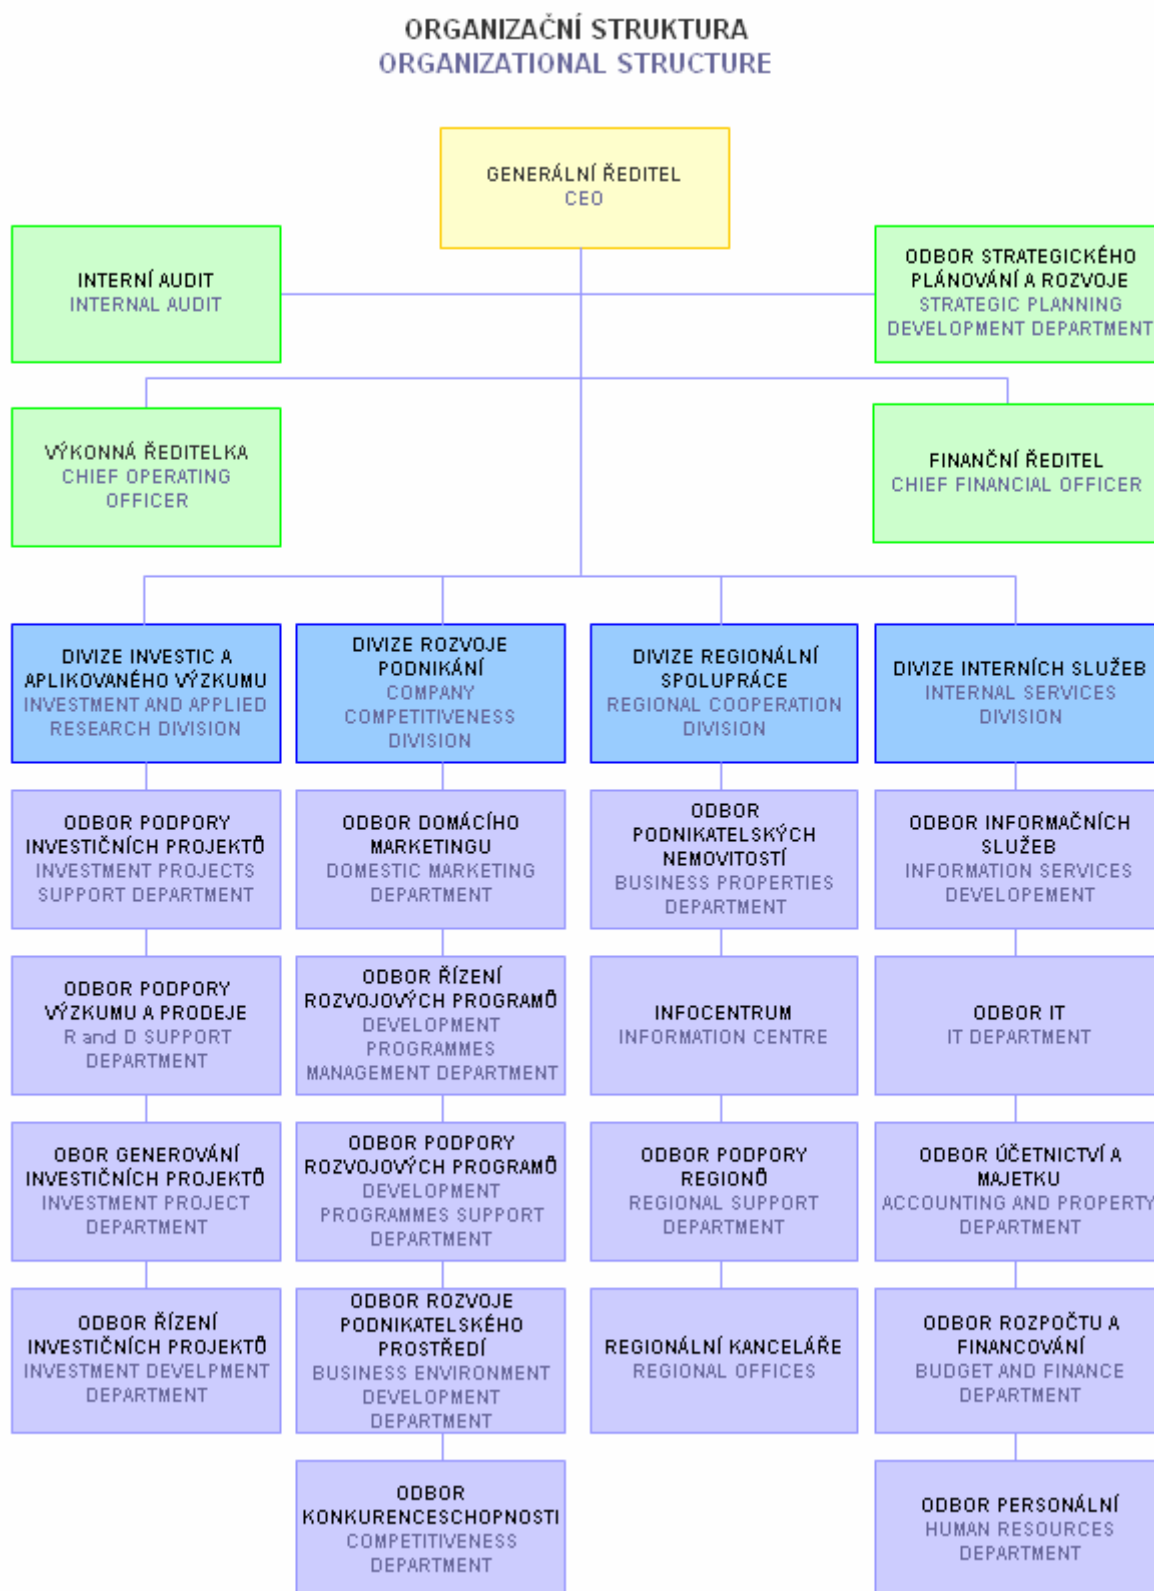 ORGANIZAČNÍ STRUKTURA
ORGANIZATIONAL STRUCTURE
GENERÁLNÍ ŘEDITEL
CEO
INTERNÍ AUDIT
INTERNAL AUDIT
ODBOR STRATEGICKÉHO
PLÁNOVÁNÍ A ROZVOJE
STRATEGIC PLANNING
DEVELOPMENT DEPARTMENT
VÝKONNÁ ŘEDITELKA
CHIEF OPERATING
OFFICER
FINANČNÍ ŘEDITEL
CHIEF FINANCIAL OFFICER
DIVIZE INVESTIC A
APLIKOVANÉHO VÝZKUMU
INVESTMENT AND APPLIED
RESEARCH DIVISION
DIVIZE ROZVOJE
PODNIKÁNÍ
COMPANY
COMPETITIVENESS
DIVISION
DIVIZE REGIONÁLNÍ
SPOLUPRÁCE
REGIONAL COOPERATION
DIVISION
DIVIZE INTERNÍCH SLUŽEB
INTERNAL SERVICES
DIVISION
ODBOR PODPORY
INVESTIČNÍCH PROJEKTŮ
INVESTMENT PROJECTS
SUPPORT DEPARTMENT
ODBOR DOMÁCÍHO
MARKETINGU
DOMESTIC MARKETING
DEPARTMENT
ODBOR
PODNIKATELSKÝCH
NEMOVITOSTÍ
BUSINESS PROPERTIES
DEPARTMENT
ODBOR INFORMAČNÍCH
SLUŽEB
INFORMATION SERVICES
DEVELOPEMENT
ODBOR PODPORY
VÝZKUMU A PRODEJE
R and D SUPPORT
DEPARTMENT
ODBOR ŘÍZENÍ
ROZVOJOVÝCH PROGRAMŮ
DEVELOPMENT
PROGRAMMES
MANAGEMENT DEPARTMENT
INFOCENTRUM
INFORMATION CENTRE
ODBOR IT
IT DEPARTMENT
OBOR GENEROVÁNÍ
INVESTIČNÍCH PROJEKTŮ
INVESTMENT PROJECT
DEPARTMENT
ODBOR PODPORY
ROZVOJOVÝCH PROGRAMŮ
DEVELOPMENT
PROGRAMMES SUPPORT
DEPARTMENT
ODBOR PODPORY
REGIONŮ
REGIONAL SUPPORT
DEPARTMENT
ODBOR ÚČETNICTVÍ A
MAJETKU
ACCOUNTING AND PROPERTY
DEPARTMENT
ODBOR ŘÍZENÍ
INVESTIČNÍCH PROJEKTŮ
INVESTMENT DEVELPMENT
DEPARTMENT
ODBOR ROZVOJE
PODNIKATELSKÉHO
PROSTŘEDÍ
BUSINESS ENVIRONMENT
DEVELOPMENT
DEPARTMENT
REGIONÁLNÍ KANCELÁŘE
REGIONAL OFFICES
ODBOR ROZPOČTU A
FINANCOVÁNÍ
BUDGET AND FINANCE
DEPARTMENT
ODBOR
KONKURENCESCHOPNOSTI
COMPETITIVENESS
DEPARTMENT
ODBOR PERSONÁLNÍ
HUMAN RESOURCES
DEPARTMENT